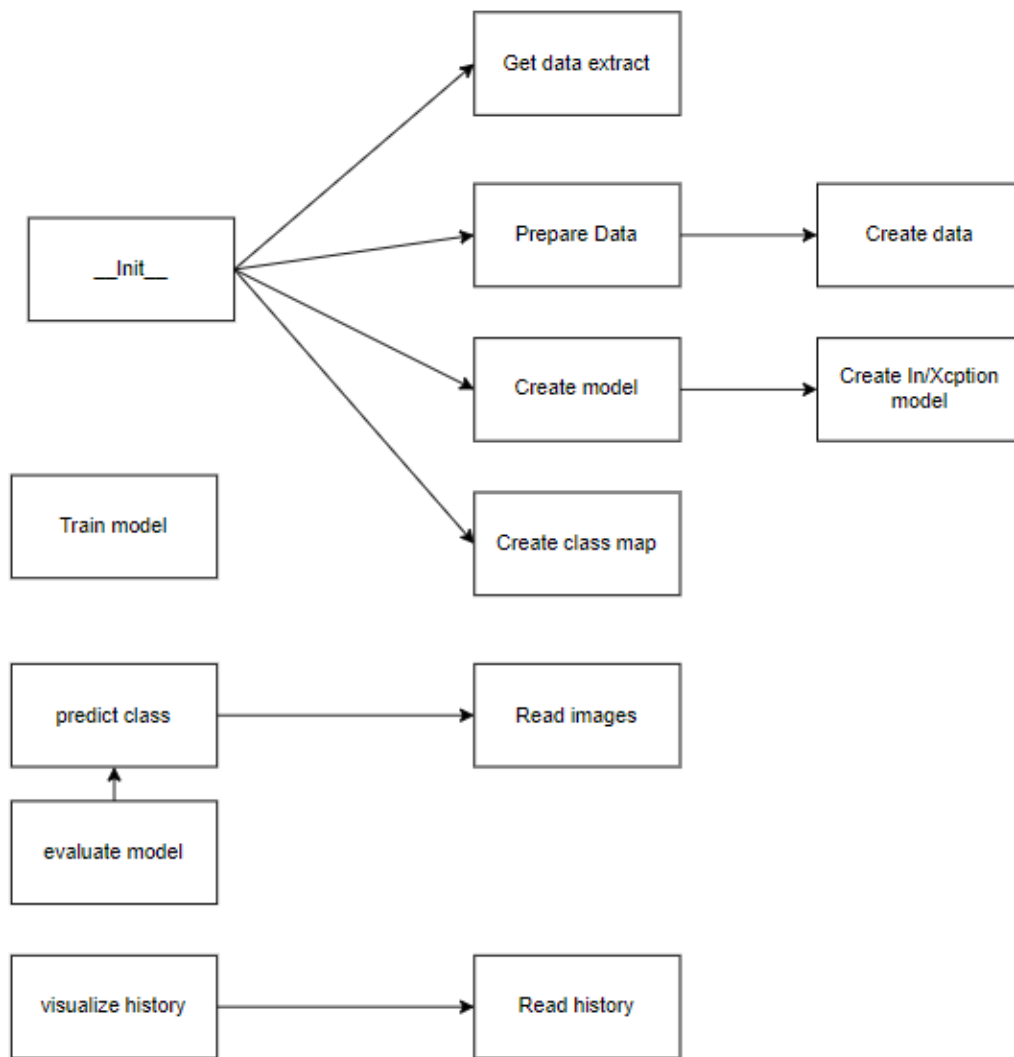 Get data extract
__Init__
Prepare Data
Create data
Create model
Create In/Xcption
model
Train model
Create class map
predict class
Read images
evaluate model
visualize history
Read history